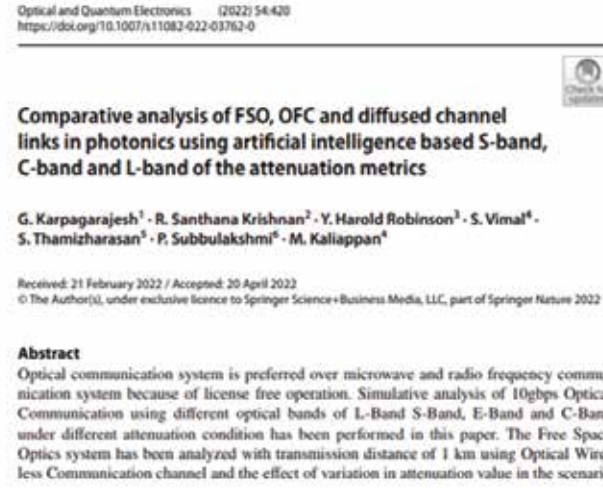 Optical and Quantum Electronics (2022) 54:420
https://doi.org/10.1007/s11082-022-03762-0
Check for
updates
Comparative analysis of FSO, OFC and diffused channel
links in photonics using artificial intelligence based S-band,
C-band and L-band of the attenuation metrics
G. Karpagarajesh¹ · R. Santhana Krishnan² · Y. Harold Robinson³ · S. Vimal⁴ ·
S. Thamizharasan⁵ · P. Subbulakshmi⁶ · M. Kaliappan⁴
Received: 21 February 2022 / Accepted: 20 April 2022
© The Author(s), under exclusive licence to Springer Science+Business Media, LLC, part of Springer Nature 2022
Abstract
Optical communication system is preferred over microwave and radio frequency commu
nication system because of license free operation. Simulative analysis of 10gbps Optica
Communication using different optical bands of L-Band S-Band, E-Band and C-Ban
under different attenuation condition has been performed in this paper. The Free Spac
Optics system has been analyzed with transmission distance of 1 km using Optical Wire
less Communication channel and the effect of variation in attenuation value in the scenari